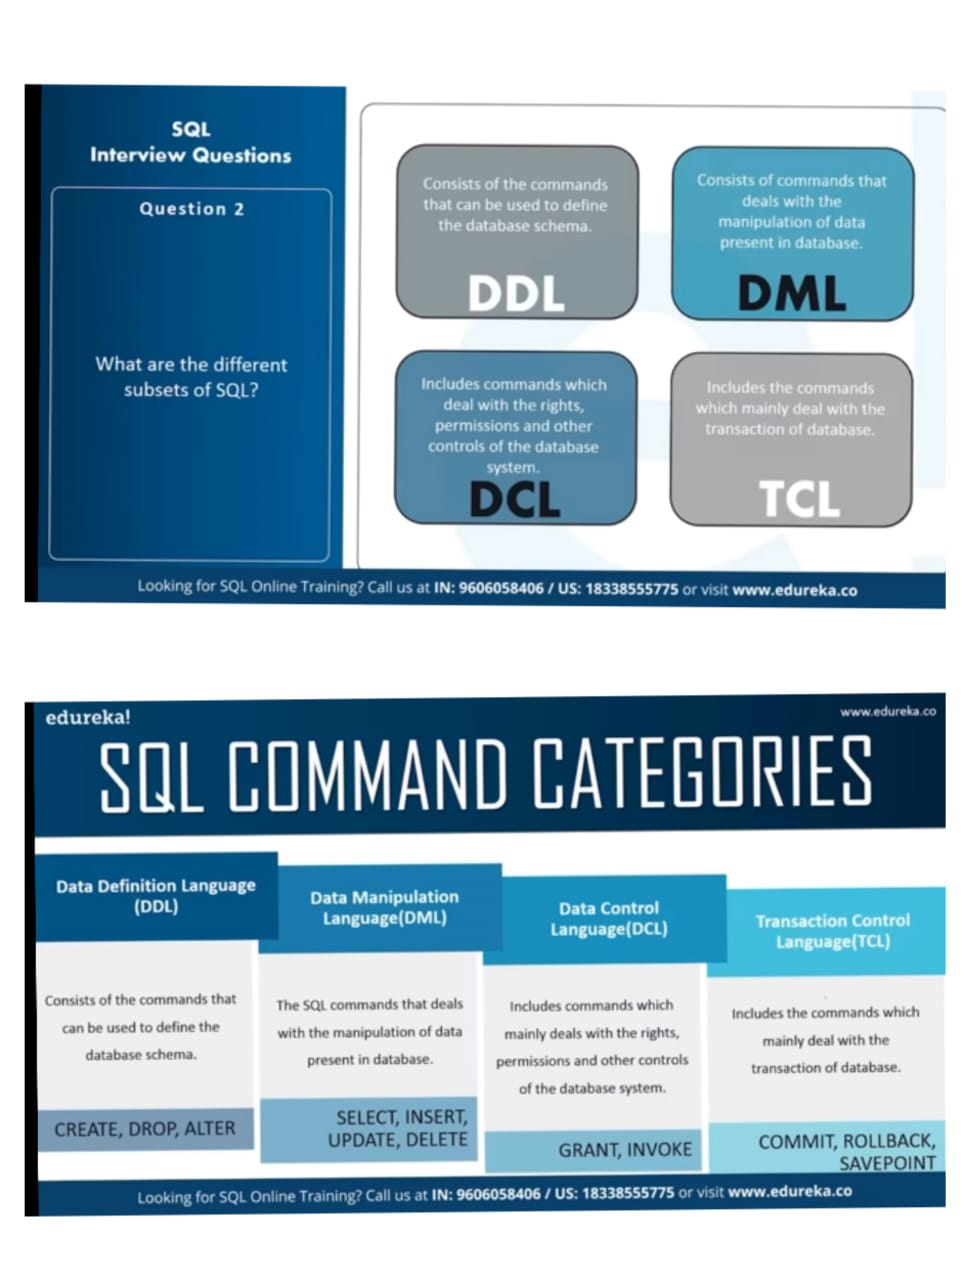 SQL
Interview Questions
Question 2
What are the different
subsets of SQL?
Consists of the commands
that can be used to define
the database schema.
DDL
Consists of commands that
deals with the
manipulation of data
present in database.
DML
Includes commands which
deal with the rights,
permissions and other
controls of the database
system.
DCL
Includes the commands
which mainly deal with the
transaction of database.
TCL
Looking for SQL Online Training? Call us at IN: 9606058406 / US: 18338555775 or visit www.edureka.co
edureka!
www.edureka.co
SQL COMMAND CATEGORIES
Data Definition Language
(DDL)
Consists of the commands that
can be used to define the
database schema.
CREATE, DROP, ALTER
Data Manipulation
Language(DML)
The SQL commands that deals
with the manipulation of data
present in database.
SELECT, INSERT,
UPDATE, DELETE
Data Control
Language(DCL)
Includes commands which
mainly deals with the rights,
permissions and other controls
of the database system.
GRANT, INVOKE
Transaction Control
Language(TCL)
Includes the commands which
mainly deal with the
transaction of database.
COMMIT, ROLLBACK,
SAVEPOINT
Looking for SQL Online Training? Call us at IN: 9606058406 / US: 18338555775 or visit www.edureka.co